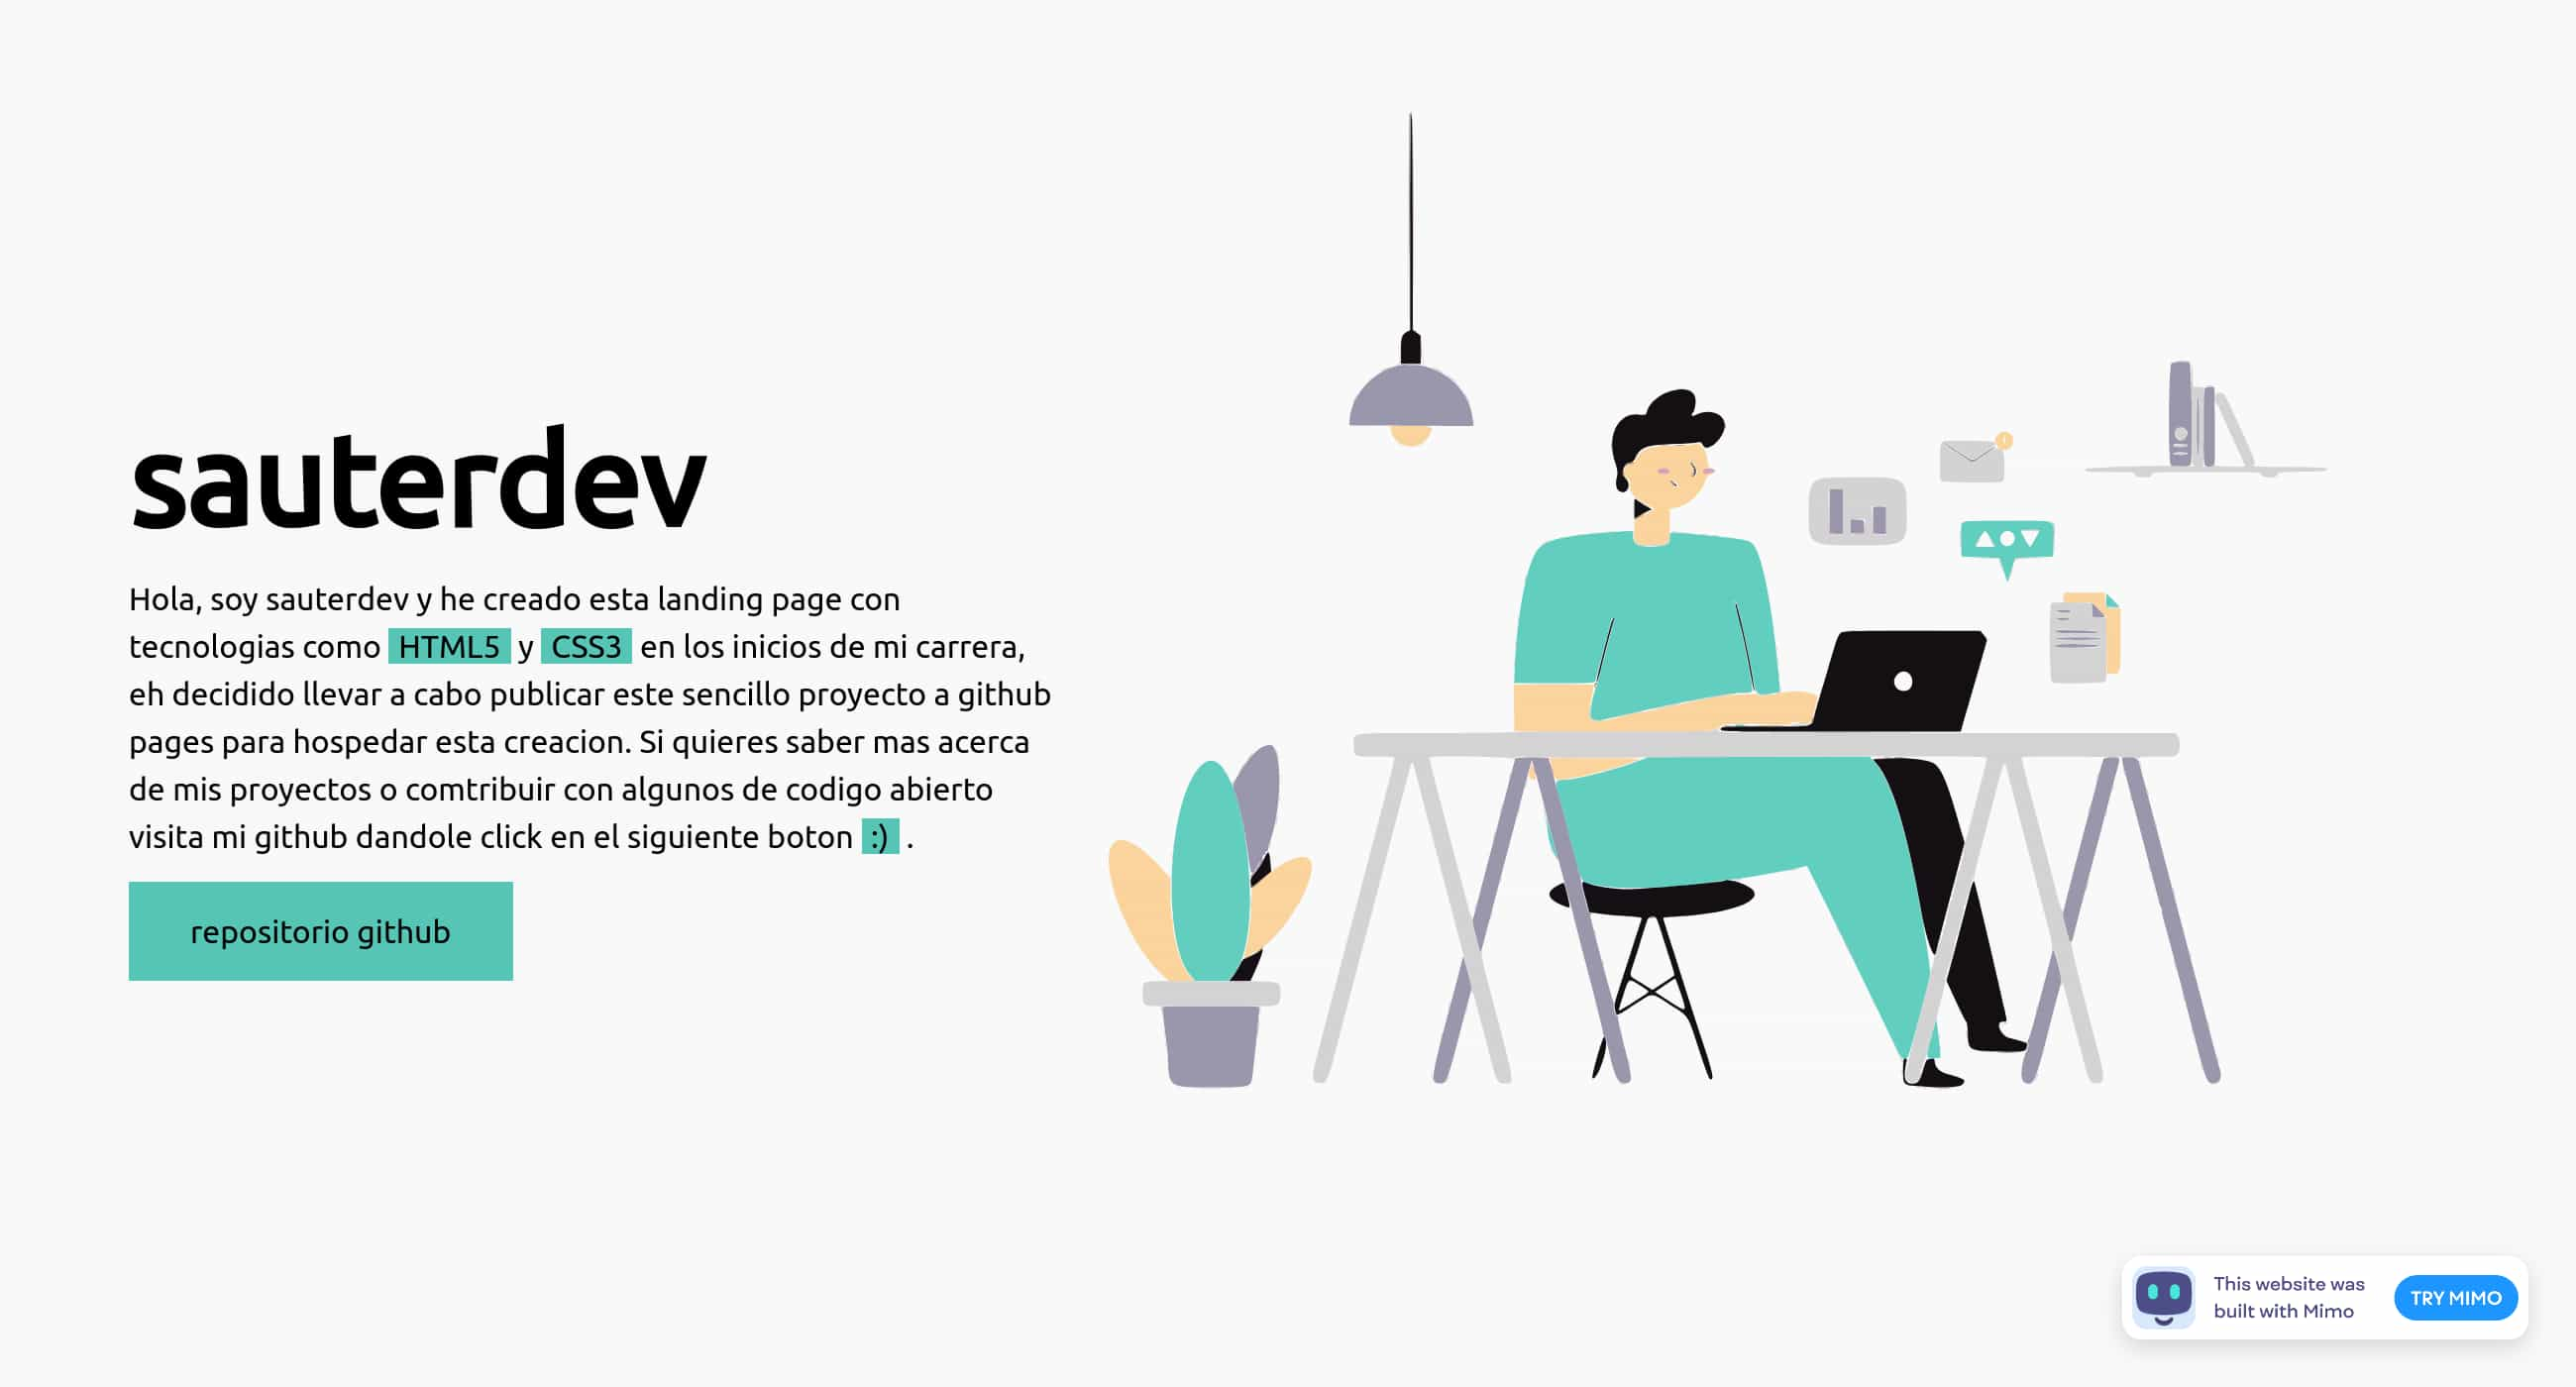 sauterdev
Hola, soy sauterdev y he creado esta landing page con
tecnologias como HTML5 y CSS3 en los inicios de mi carrera,
eh decidido llevar a cabo publicar este sencillo proyecto a github
pages para hospedar esta creacion. Si quieres saber mas acerca
de mis proyectos o comtribuir con algunos de codigo abierto
visita mi github dandole click en el siguiente boton :) .
repositorio github
This website was
built with Mimo
TRY MIMO